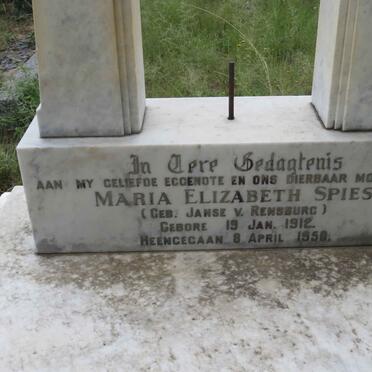 In Tere Gedagtenis
AAN MY GELIEFDE EGGENOTE EN ONS DIERBAAR MO
MARIA ELIZABETH SPIES
( GEB. JANSE V. RENSBURG )
GEBORE 19 JAN. 1912.
HEENGEGAAN 8 APRIL 1950.